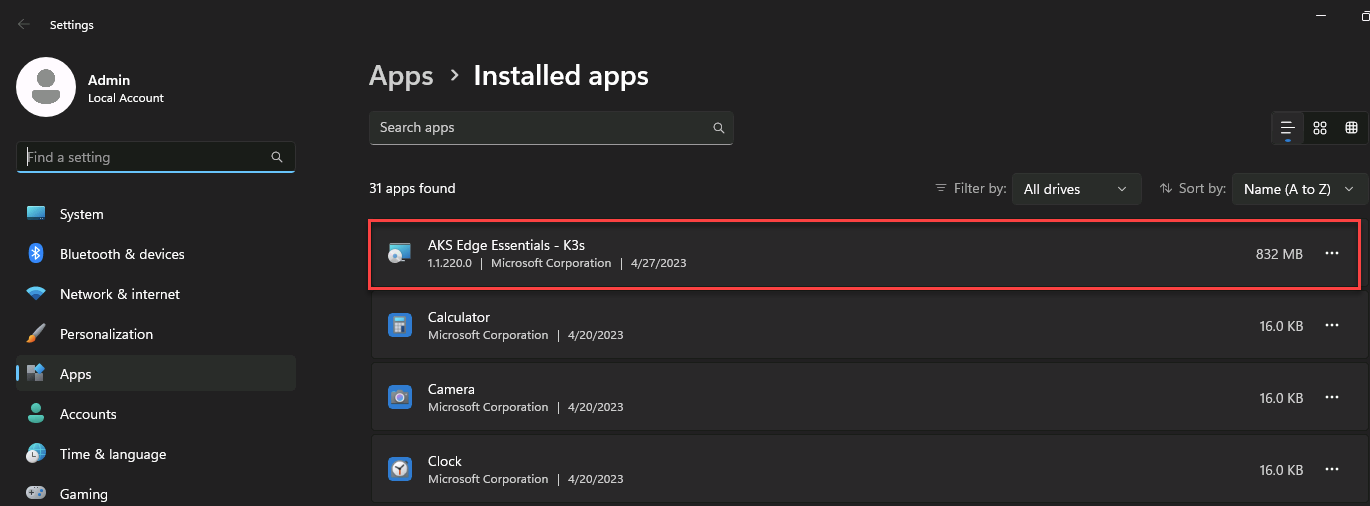 Settings
Admin
Local Account
Find a setting
System
Bluetooth & devices
Network & internet
Personalization
Apps
Accounts
Time & language
Gaming
Apps > Installed apps
Search apps
31 apps found
Filter by: All drives
Sort by: Name (A to Z)
AKS Edge Essentials - K3s
1.1.220.0 | Microsoft Corporation | 4/27/2023
832 MB
Calculator
Microsoft Corporation | 4/20/2023
16.0 KB
Camera
Microsoft Corporation | 4/20/2023
16.0 KB
Clock
Microsoft Corporation | 4/20/2023
16.0 KB